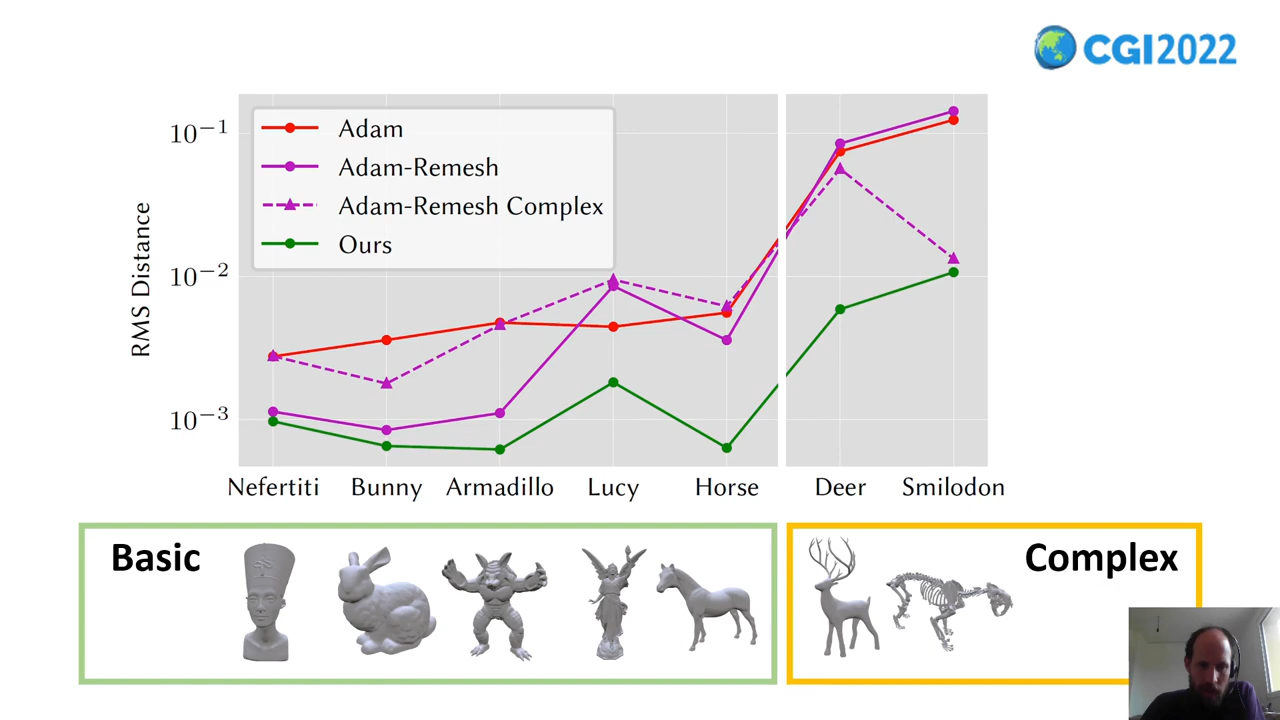 CGI2022
Adam
Adam-Remesh
Adam-Remesh Complex
Ours
RMS Distance
10⁻¹
10⁻²
10⁻³
Nefertiti Bunny Armadillo Lucy Horse Deer Smilodon
Basic
Complex